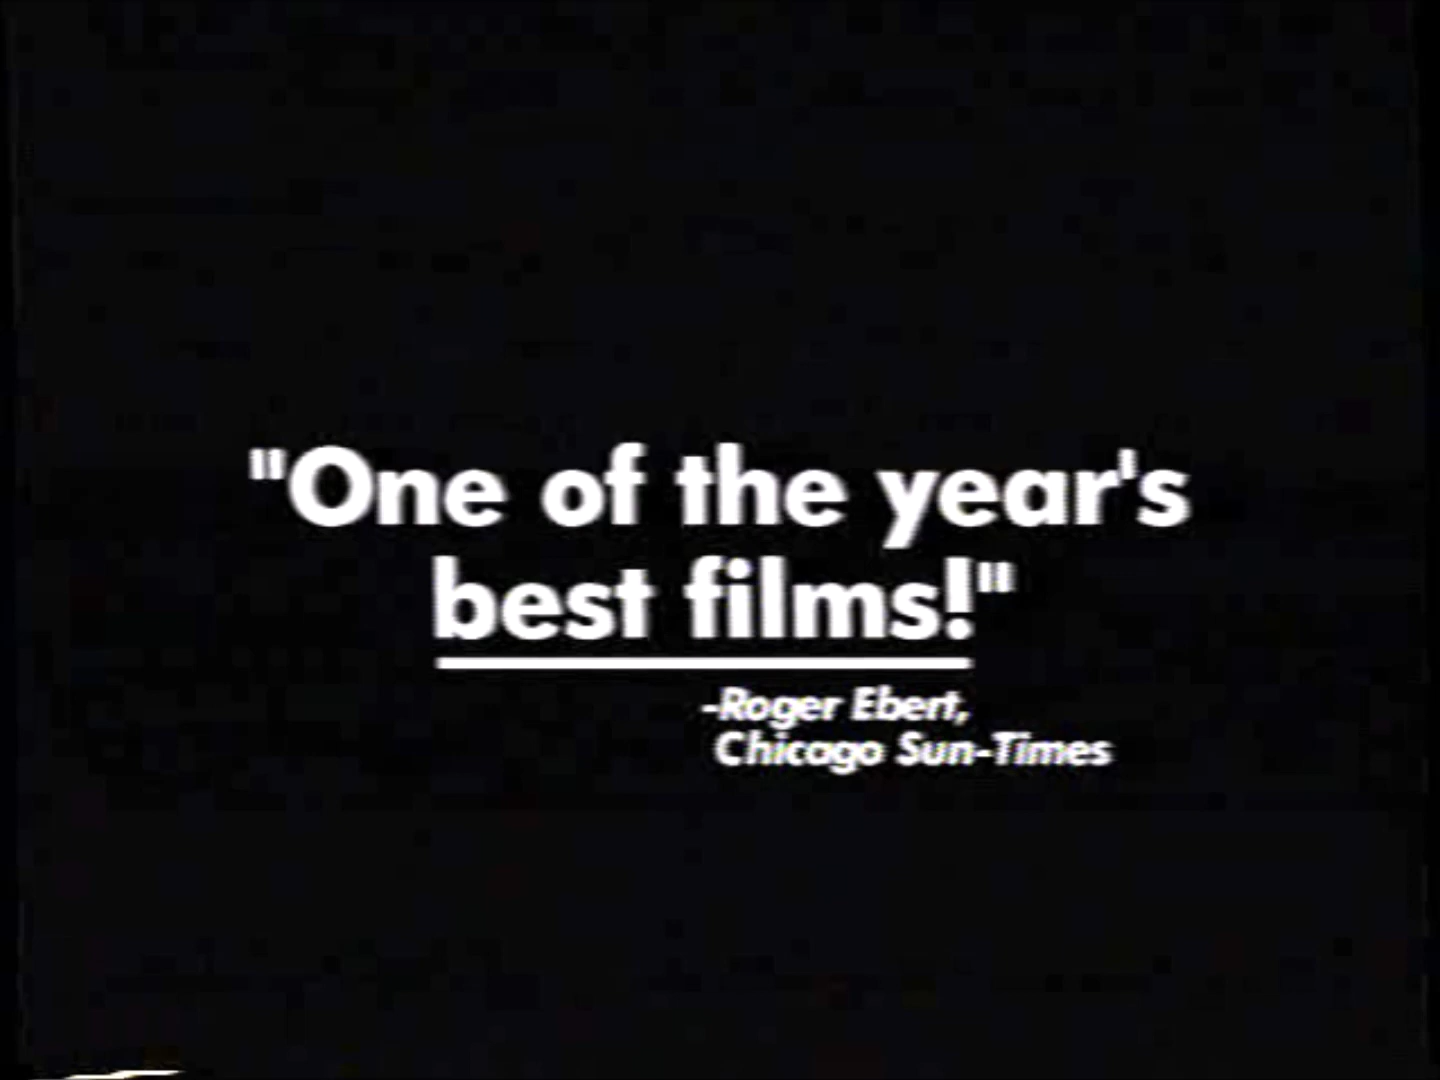 "One of the year's
best films!"
-Roger Ebert,
Chicago Sun-Times